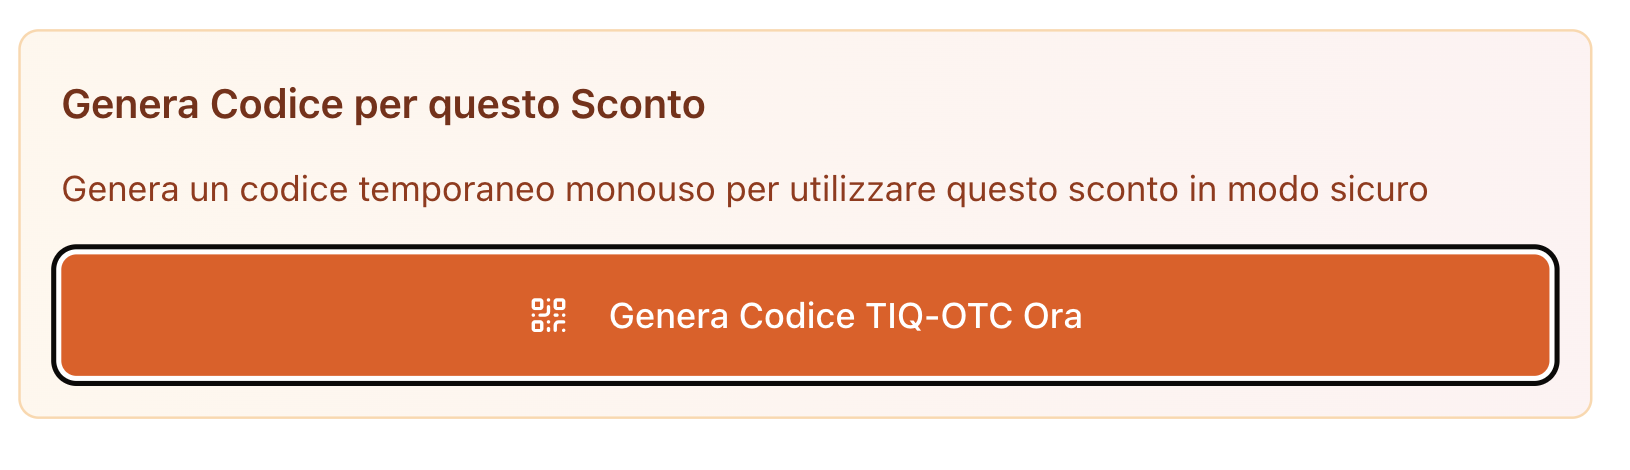 Genera Codice per questo Sconto
Genera un codice temporaneo monouso per utilizzare questo sconto in modo sicuro
Genera Codice TIQ-OTC Ora